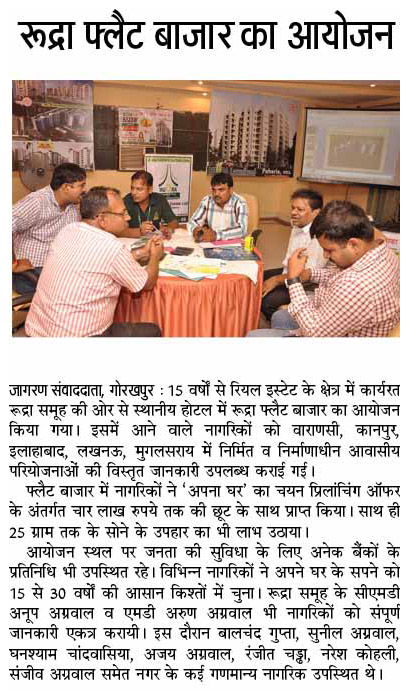 रूद्रा फ्लैट बाजार का आयोजन
जागरण संवाददाता, गोरखपुर : 15 वर्षों से रियल इस्टेट के क्षेत्र में कार्यरत
रूद्रा समूह की ओर से स्थानीय होटल में रूद्रा फ्लैट बाजार का आयोजन
किया गया। इसमें आने वाले नागरिकों को वाराणसी, कानपुर,
इलाहाबाद, लखनऊ, मुगलसराय में निर्मित व निर्माणाधीन आवासीय
परियोजनाओं की विस्तृत जानकारी उपलब्ध कराई गई।
फ्लैट बाजार में नागरिकों ने ‘अपना घर’ का चयन प्रिलांचिंग ऑफर
के अंतर्गत चार लाख रुपये तक की छूट के साथ प्राप्त किया। साथ ही
25 ग्राम तक के सोने के उपहार का भी लाभ उठाया।
आयोजन स्थल पर जनता की सुविधा के लिए अनेक बैंकों के
प्रतिनिधि भी उपस्थित रहे। विभिन्न नागरिकों ने अपने घर के सपने को
15 से 30 वर्षों की आसान किश्तों में चुना। रूद्रा समूह के सीएमडी
अनूप अग्रवाल व एमडी अरुण अग्रवाल भी नागरिकों को संपूर्ण
जानकारी एकत्र करायी। इस दौरान बालचंद गुप्ता, सुनील अग्रवाल,
घनश्याम चांदवासिया, अजय अग्रवाल, रंजीत चड्ढा, नरेश कोहली,
संजीव अग्रवाल समेत नगर के कई गणमान्य नागरिक उपस्थित थे।